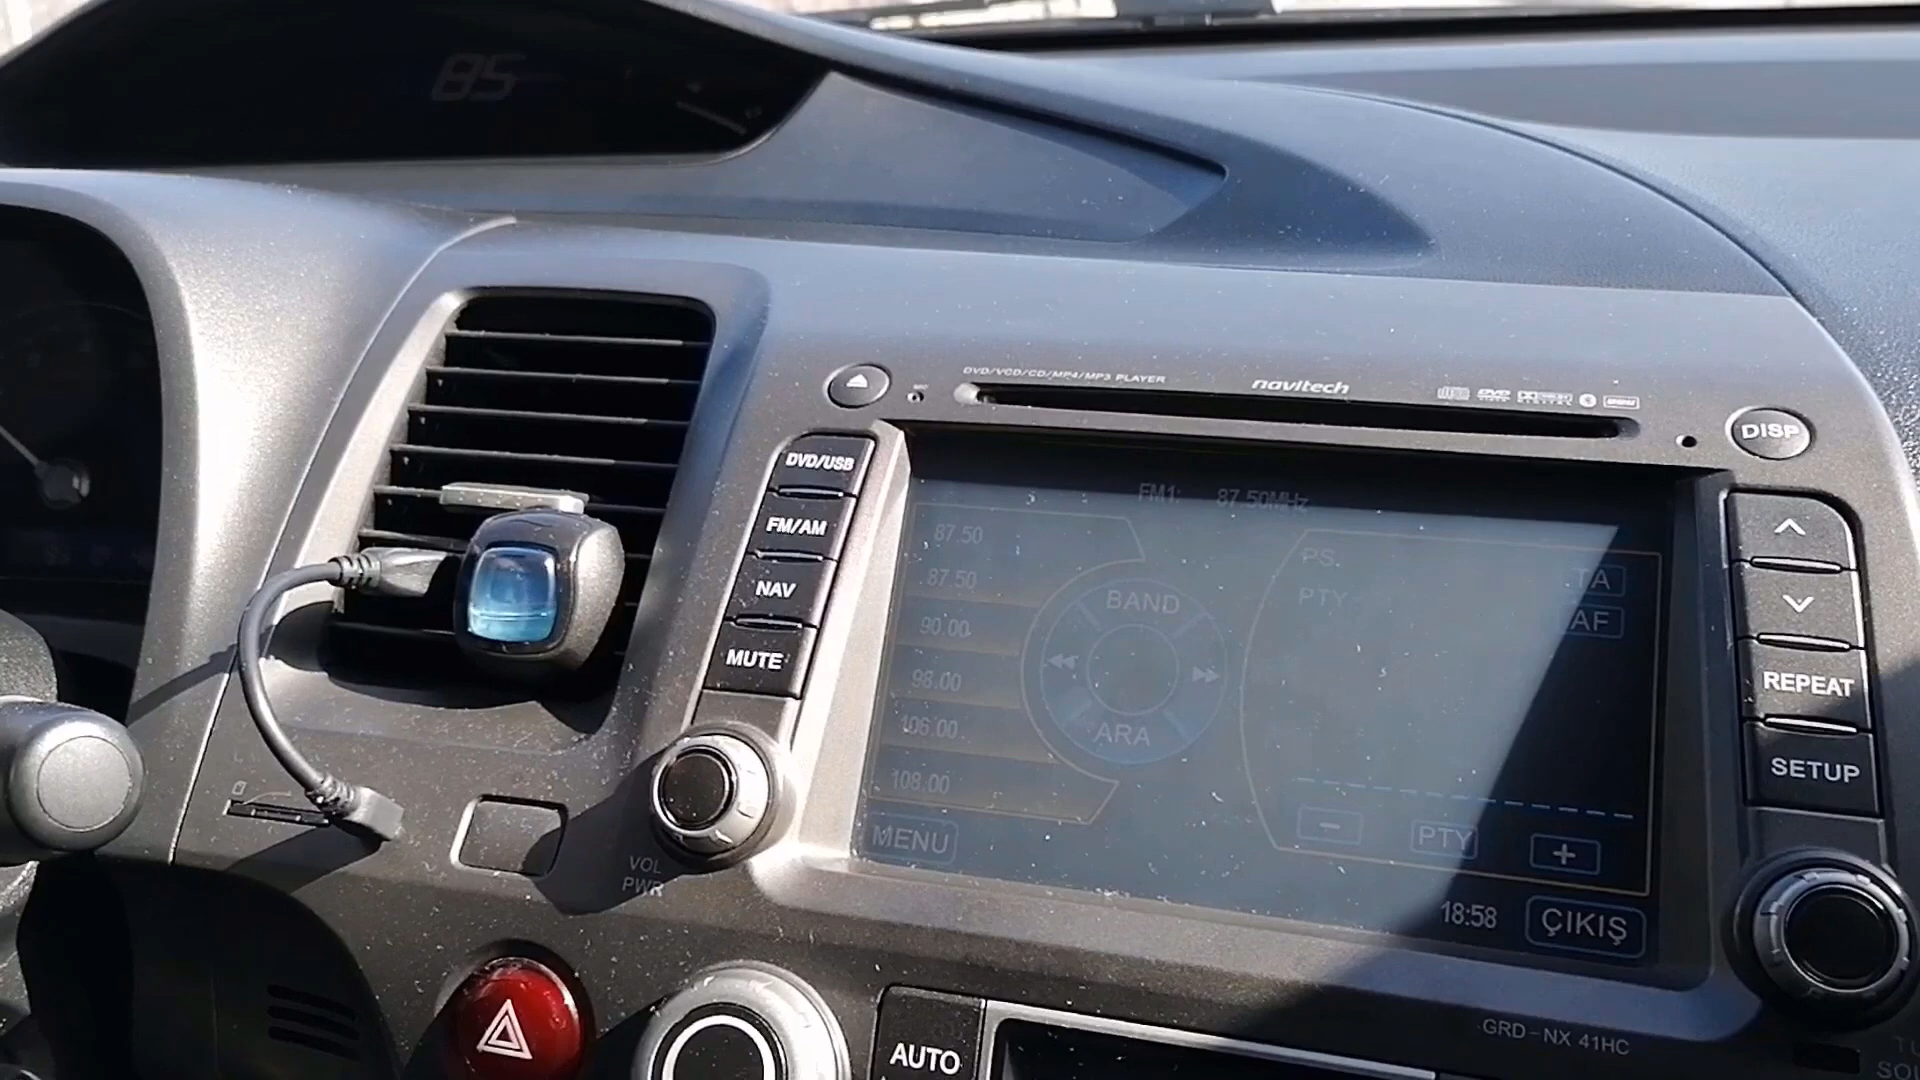 85
DVD/VCD/CD/MP4/MP3 PLAYER
navitech
DISP
MIC
DVD/USB
FM/AM
NAV
MUTE
VOL
PWR
FM1: 87.50MHz
87.50
87.50
90.00
98.00
106.00
108.00
BAND
ARA
PS:
PTY
TA
AF
MENU
-
PTY
+
18:58
ÇIKIŞ
REPEAT
SETUP
AUTO
GRD-NX 41HC